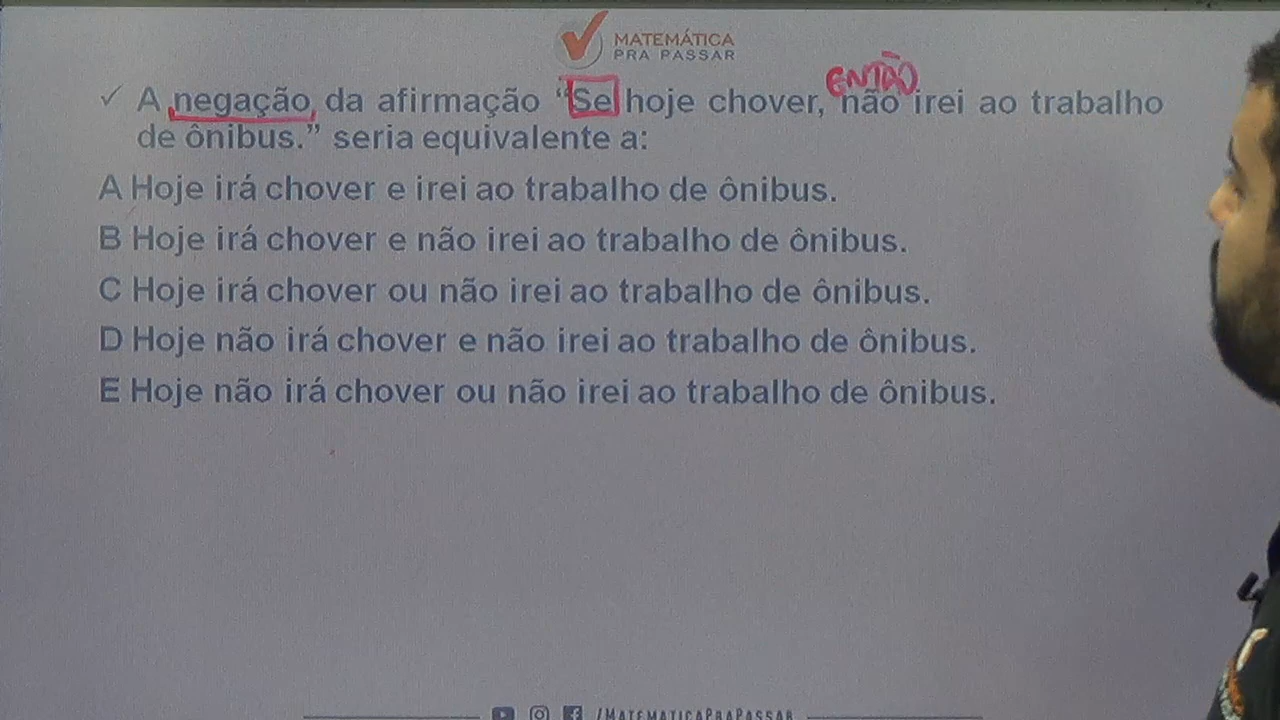 MATEMÁTICA
PRA PASSAR
ENTÃO
✓ A negação da afirmação “Se hoje chover, não irei ao trabalho
de ônibus.” seria equivalente a:
A Hoje irá chover e irei ao trabalho de ônibus.
B Hoje irá chover e não irei ao trabalho de ônibus.
C Hoje irá chover ou não irei ao trabalho de ônibus.
D Hoje não irá chover e não irei ao trabalho de ônibus.
E Hoje não irá chover ou não irei ao trabalho de ônibus.
/MATEMATICAPRAPASSAR